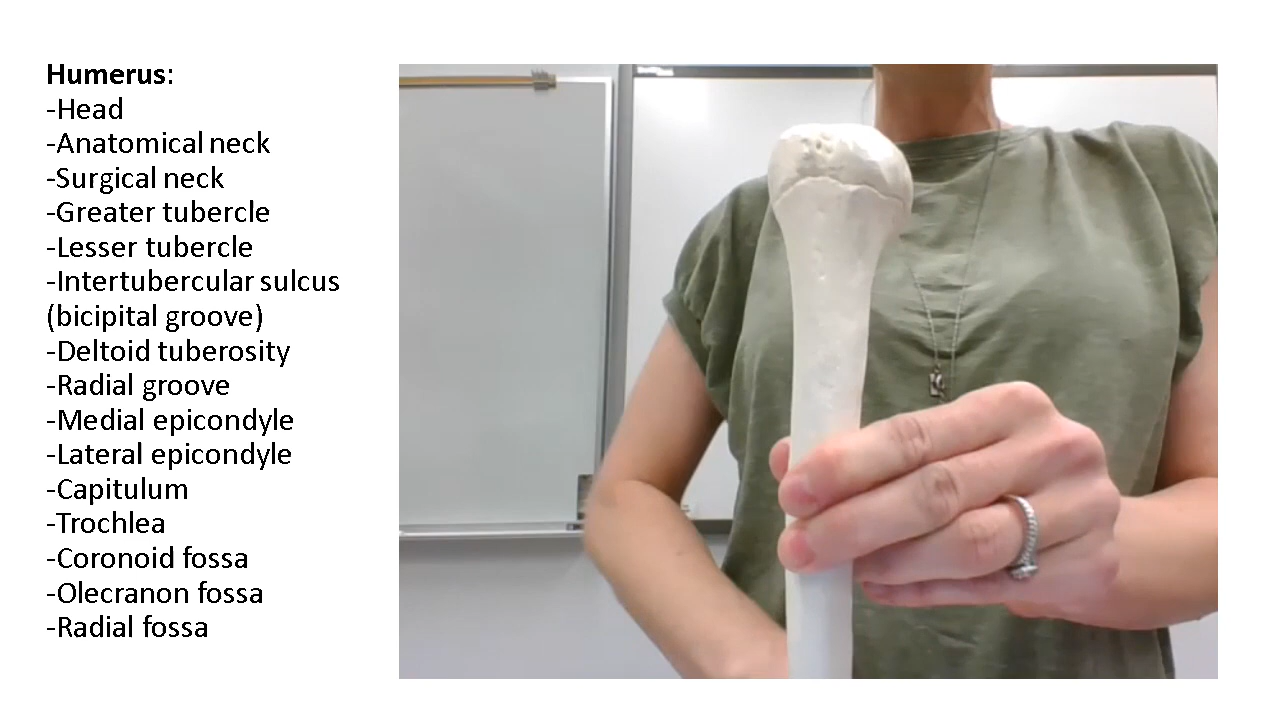 Humerus:
-Head
-Anatomical neck
-Surgical neck
-Greater tubercle
-Lesser tubercle
-Intertubercular sulcus
(bicipital groove)
-Deltoid tuberosity
-Radial groove
-Medial epicondyle
-Lateral epicondyle
-Capitulum
-Trochlea
-Coronoid fossa
-Olecranon fossa
-Radial fossa